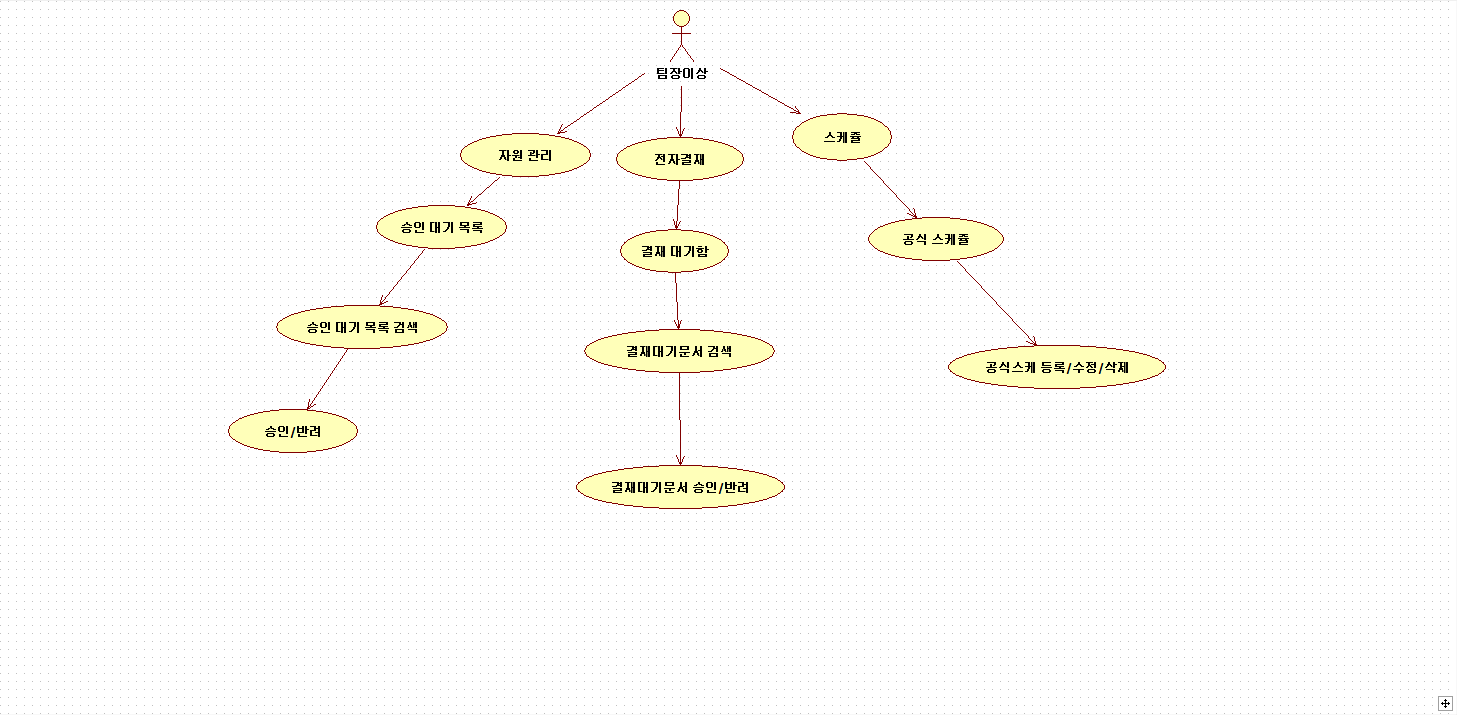 팀장이상
스케쥴
자원 관리
전자결재
승인 대기 목록
공식 스케쥴
결재 대기함
승인 대기 목록 검색
결재대기문서 검색
공식스케 등록/수정/삭제
승인/반려
결재대기문서 승인/반려